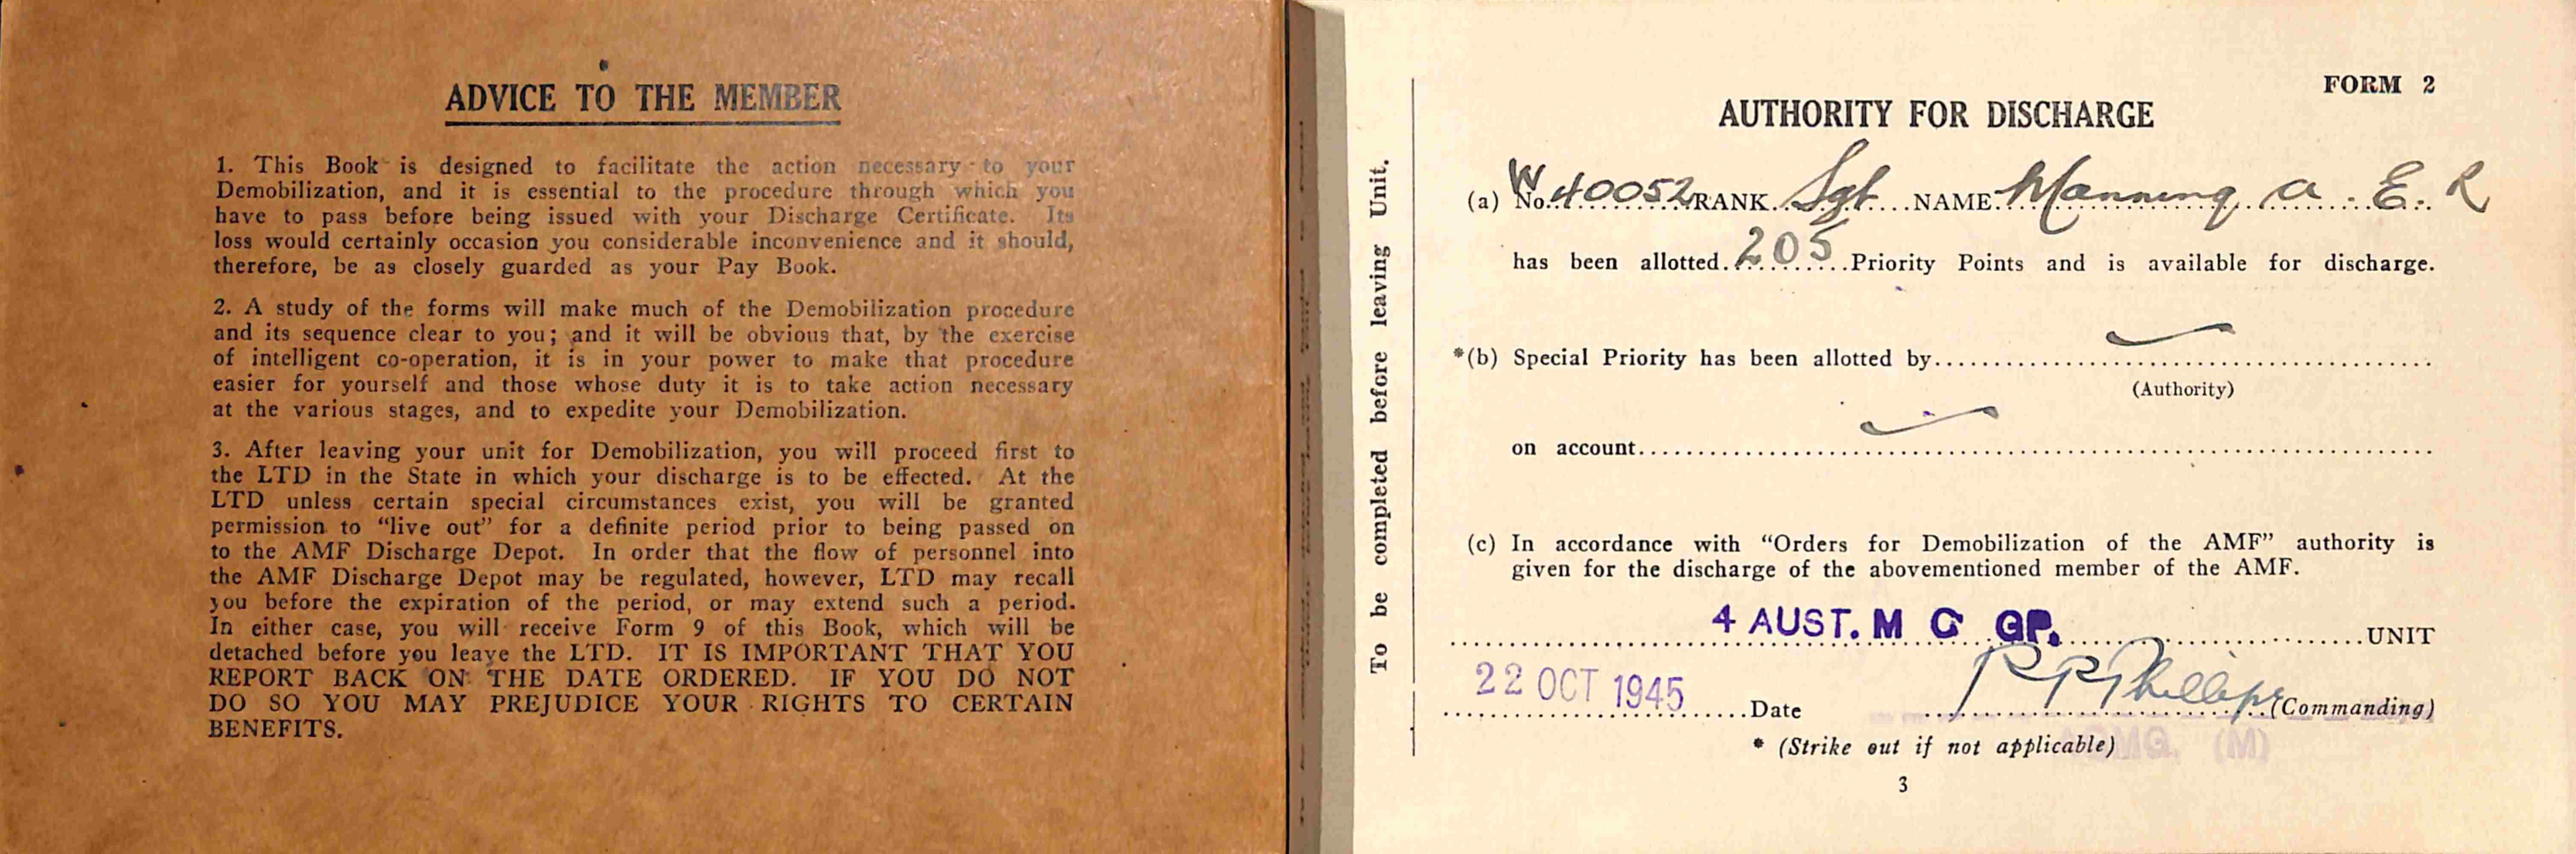 ADVICE TO THE MEMBER
1. This Book is designed to facilitate the action necessary to your
Demobilization, and it is essential to the procedure through which you
have to pass before being issued with your Discharge Certificate. Its
loss would certainly occasion you considerable inconvenience and it should,
therefore, be as closely guarded as your Pay Book.
2. A study of the forms will make much of the Demobilization procedure
and its sequence clear to you; and it will be obvious that, by the exercise
of intelligent co-operation, it is in your power to make that procedure
easier for yourself and those whose duty it is to take action necessary
at the various stages, and to expedite your Demobilization.
3. After leaving your unit for Demobilization, you will proceed first to
the LTD in the State in which your discharge is to be effected. At the
LTD unless certain special circumstances exist, you will be granted
permission to “live out” for a definite period prior to being passed on
to the AMF Discharge Depot. In order that the flow of personnel into
the AMF Discharge Depot may be regulated, however, LTD may recall
you before the expiration of the period, or may extend such a period.
In either case, you will receive Form 9 of this Book, which will be
detached before you leave the LTD. IT IS IMPORTANT THAT YOU
REPORT BACK ON THE DATE ORDERED. IF YOU DO NOT
DO SO YOU MAY PREJUDICE YOUR RIGHTS TO CERTAIN
BENEFITS.
To be completed before leaving Unit.
FORM 2
AUTHORITY FOR DISCHARGE
(a) No. W 40052 RANK Sgt NAME Manning A. E. R
has been allotted 205 Priority Points and is available for discharge.
*(b) Special Priority has been allotted by
(Authority)
on account
(c) In accordance with “Orders for Demobilization of the AMF” authority is
given for the discharge of the abovementioned member of the AMF.
4 AUST. M C GP. UNIT
22 OCT 1945 Date R R Phillips (Commanding)
* (Strike out if not applicable)
3